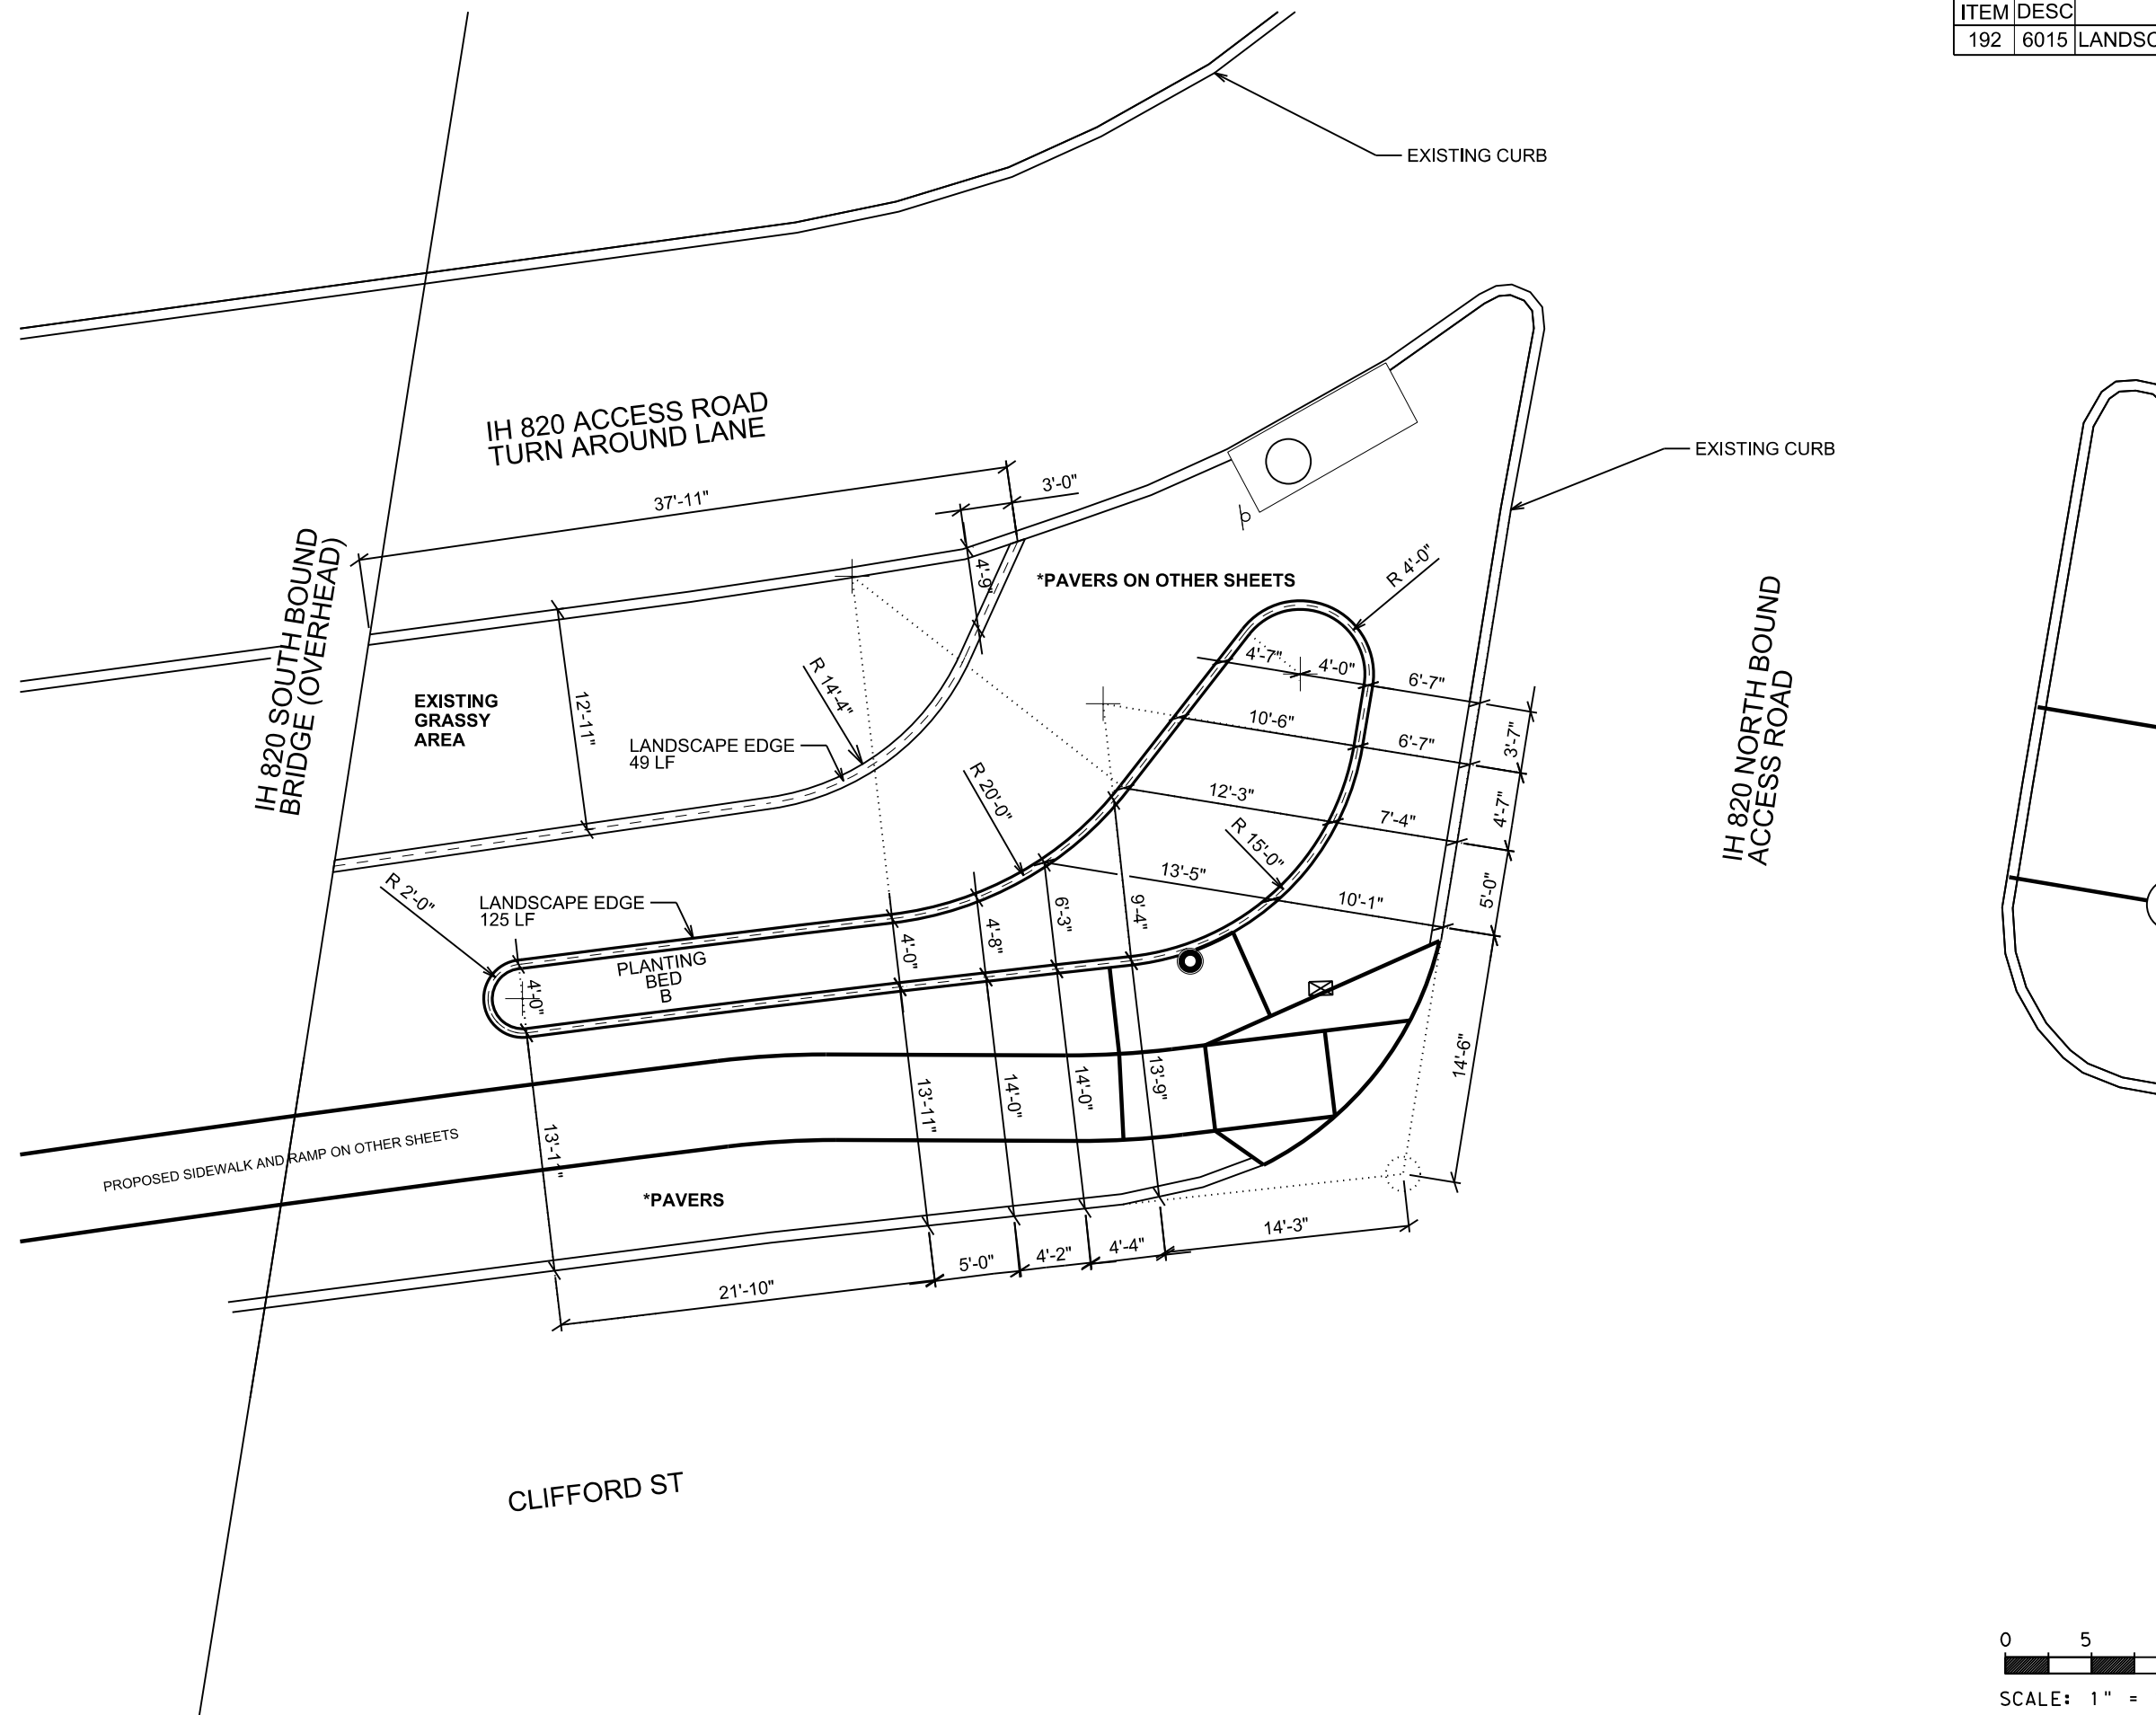 ITEM DESC
192 6015 LANDSC
EXISTING CURB
IH 820 ACCESS ROAD
TURN AROUND LANE
EXISTING CURB
37'-11"
3'-0"
4'-9"
*PAVERS ON OTHER SHEETS
R 4'-0"
IH 820 SOUTH BOUND
BRIDGE (OVERHEAD)
IH 820 NORTH BOUND
ACCESS ROAD
4'-7"
4'-0"
6'-7"
EXISTING
GRASSY
AREA
12'-11"
R 14'-4"
10'-6"
6'-7"
3'-7"
LANDSCAPE EDGE
49 LF
R 20'-0"
12'-3"
7'-4"
4'-7"
R 15'-0"
13'-5"
10'-1"
5'-0"
R 2'-0"
LANDSCAPE EDGE
125 LF
4'-0"
4'-8"
6'-3"
9'-4"
PLANTING
BED
B
4'-0"
14'-6"
13'-11"
14'-0"
14'-0"
13'-9"
13'-11"
PROPOSED SIDEWALK AND RAMP ON OTHER SHEETS
*PAVERS
14'-3"
4'-4"
4'-2"
5'-0"
21'-10"
CLIFFORD ST
0 5
SCALE: 1" =